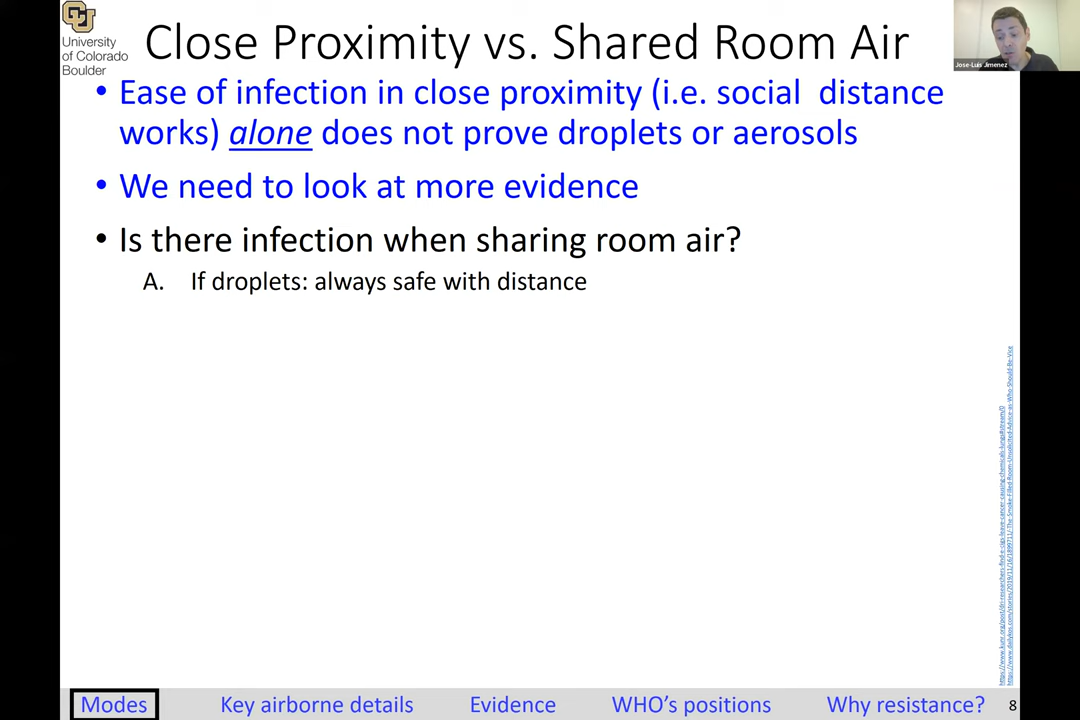 University
of Colorado
Boulder
Close Proximity vs. Shared Room Air
Jose-Luis Jimenez
• Ease of infection in close proximity (i.e. social distance
works) alone does not prove droplets or aerosols
• We need to look at more evidence
• Is there infection when sharing room air?
A. If droplets: always safe with distance
Modes
Key airborne details
Evidence
WHO's positions
Why resistance?
8